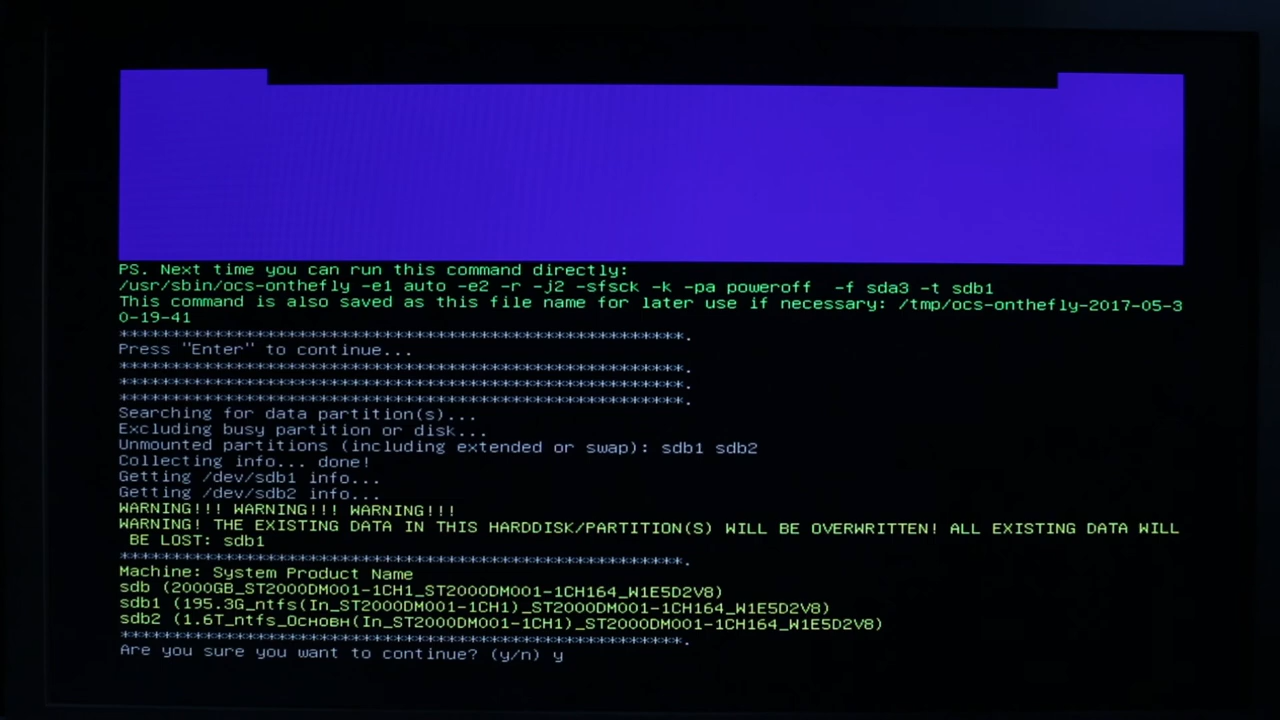 PS. Next time you can run this command directly:
/usr/sbin/ocs-onthefly -e1 auto -e2 -r -j2 -sfsck -k -pa poweroff  -f sda3 -t sdb1
This command is also saved as this file name for later use if necessary: /tmp/ocs-onthefly-2017-05-3
0-19-41
*******************************************************.
Press "Enter" to continue...
*******************************************************.
*******************************************************.
*******************************************************.
Searching for data partition(s)...
Excluding busy partition or disk...
Unmounted partitions (including extended or swap): sdb1 sdb2
Collecting info... done!
Getting /dev/sdb1 info...
Getting /dev/sdb2 info...
WARNING!!! WARNING!!! WARNING!!!
WARNING! THE EXISTING DATA IN THIS HARDDISK/PARTITION(S) WILL BE OVERWRITTEN! ALL EXISTING DATA WILL
 BE LOST: sdb1
*******************************************************.
Machine: System Product Name
sdb (2000GB_ST2000DM001-1CH1_ST2000DM001-1CH164_W1E5D2V8)
sdb1 (195.3G_ntfs(In_ST2000DM001-1CH1)_ST2000DM001-1CH164_W1E5D2V8)
sdb2 (1.6T_ntfs_Основн(In_ST2000DM001-1CH1)_ST2000DM001-1CH164_W1E5D2V8)
*******************************************************.
Are you sure you want to continue? (y/n) y